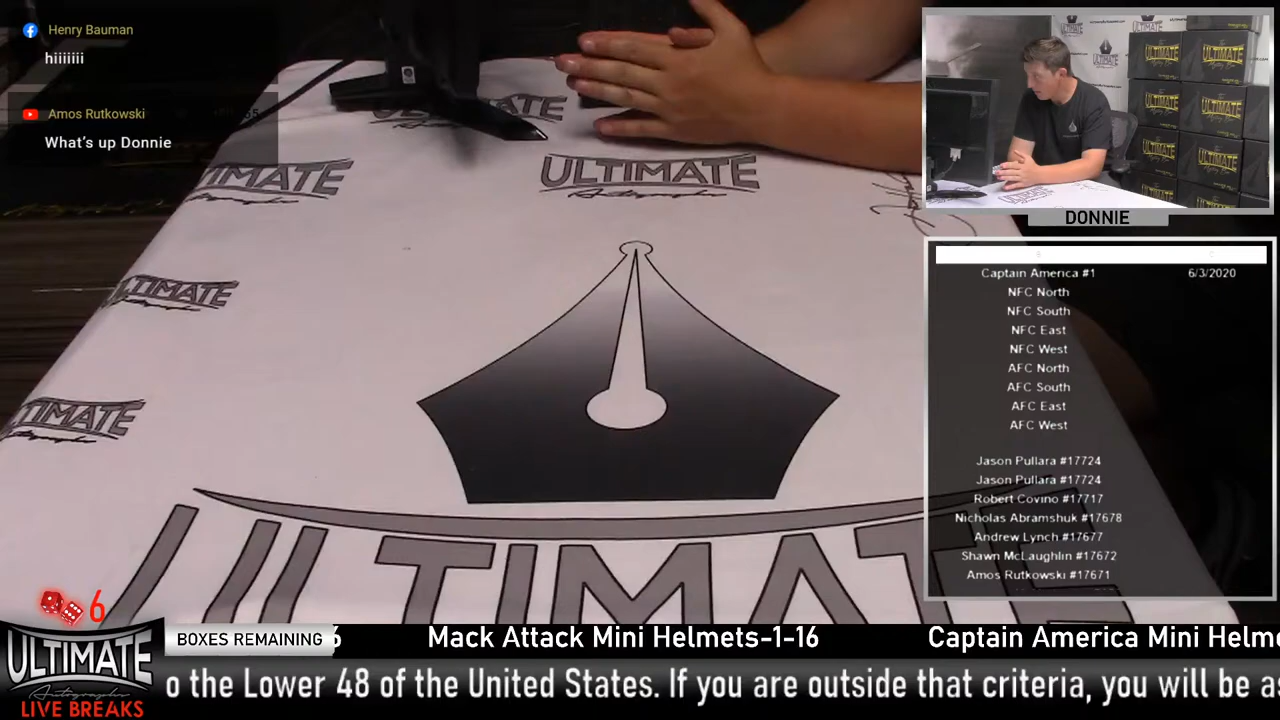 Henry Bauman
hiiiiii
Amos Rutkowski
What's up Donnie
ULTIMATE
ULTIMATE
ULTIMATE
ULTIMATE
DONNIE
Captain America #1 6/3/2020
NFC North
NFC South
NFC East
NFC West
AFC North
AFC South
AFC East
AFC West
Jason Pullara #17724
Jason Pullara #17724
Robert Covino #17717
Nicholas Abramshuk #17678
Andrew Lynch #17677
Shawn McLaughlin #17672
Amos Rutkowski #17671
ULTIMATE
6
ULTIMATE
Autographs
LIVE BREAKS
BOXES REMAINING 6 Mack Attack Mini Helmets-1-16 Captain America Mini Helm
o the Lower 48 of the United States. If you are outside that criteria, you will be as